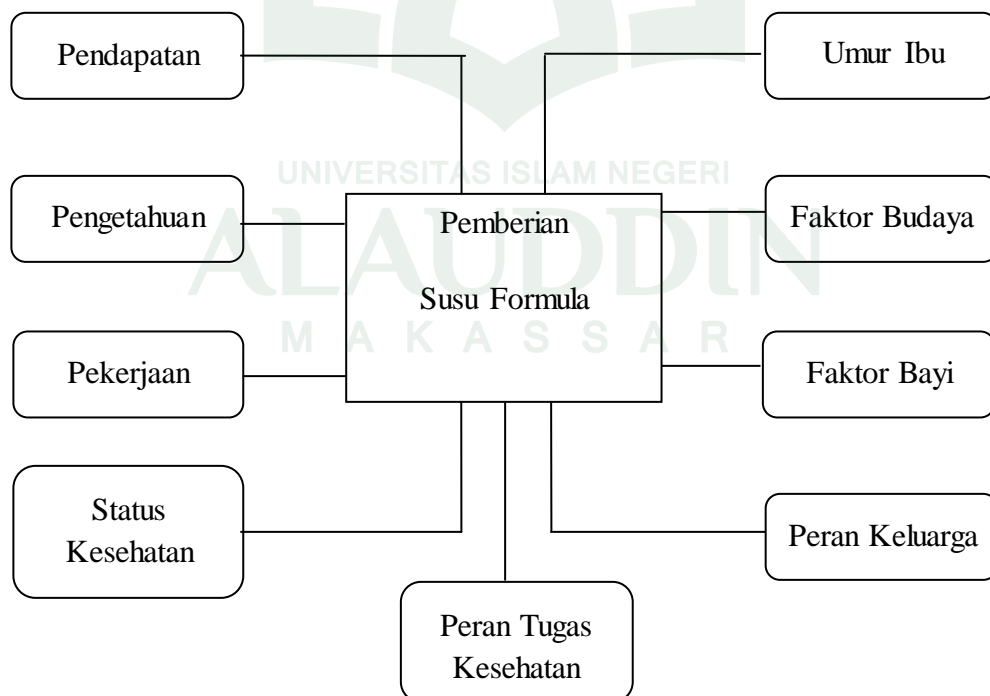 Pendapatan
Umur Ibu
UNIVERSITAS ISLAM NEGERI
Pengetahuan
Pemberian
Faktor Budaya
ALAUDDIN
Susu Formula
MAKASSAR
Pekerjaan
Faktor Bayi
Status
Kesehatan
Peran Keluarga
Peran Tugas
Kesehatan